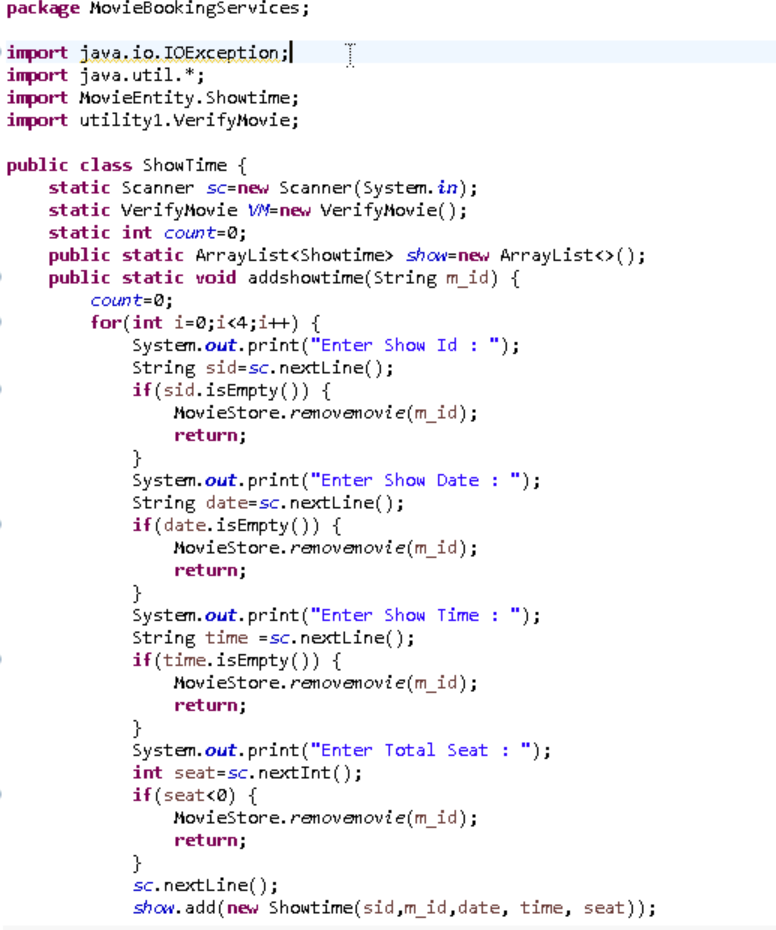 package MovieBookingServices;
import java.io.IOException;
import java.util.*;
import MovieEntity.Showtime;
import utility1.VerifyMovie;
public class ShowTime {
static Scanner sc=new Scanner(System.in);
static VerifyMovie VM=new VerifyMovie();
static int count=0;
public static ArrayList<Showtime> show=new ArrayList<>();
public static void addshowtime(String m_id) {
count=0;
for(int i=0;i<4;i++) {
System.out.print("Enter Show Id : ");
String sid=sc.nextLine();
if(sid.isEmpty()) {
MovieStore.removemovie(m_id);
return;
}
System.out.print("Enter Show Date : ");
String date=sc.nextLine();
if(date.isEmpty()) {
MovieStore.removemovie(m_id);
return;
}
System.out.print("Enter Show Time : ");
String time =sc.nextLine();
if(time.isEmpty()) {
MovieStore.removemovie(m_id);
return;
}
System.out.print("Enter Total Seat : ");
int seat=sc.nextInt();
if(seat<0) {
MovieStore.removemovie(m_id);
return;
}
sc.nextLine();
show.add(new Showtime(sid,m_id,date, time, seat));